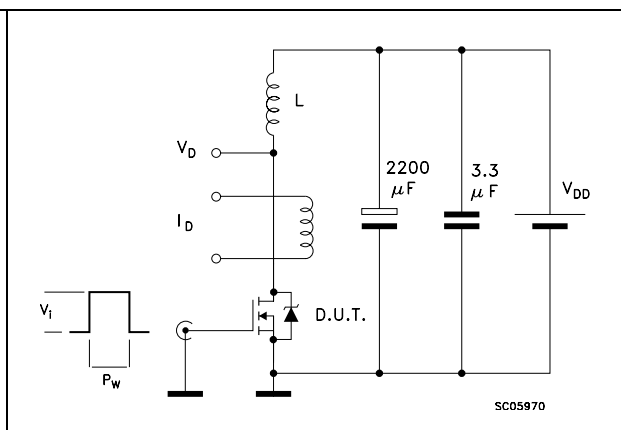 L
V_D
2200
μF
3.3
μF
V_DD
I_D
V_i
D.U.T.
P_W
SC05970